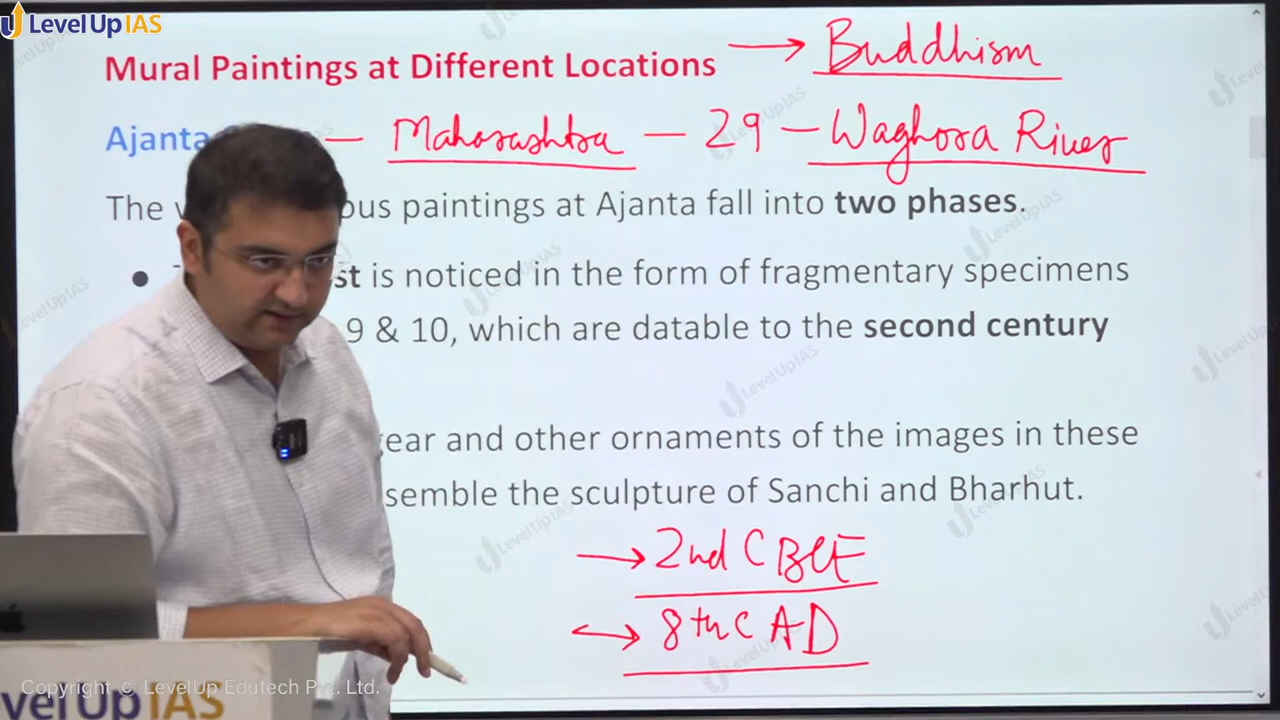 LevelUp IAS
Mural Paintings at Different Locations → Buddhism
Ajanta — Maharashtra — 29 — Waghora River
The ous paintings at Ajanta fall into two phases.
st is noticed in the form of fragmentary specimens
9 & 10, which are datable to the second century
gear and other ornaments of the images in these
semble the sculpture of Sanchi and Bharhut.
→ 2nd C BCE
→ 8th C AD
Copyright © LevelUp Edutech Pvt. Ltd.
LevelUp IAS